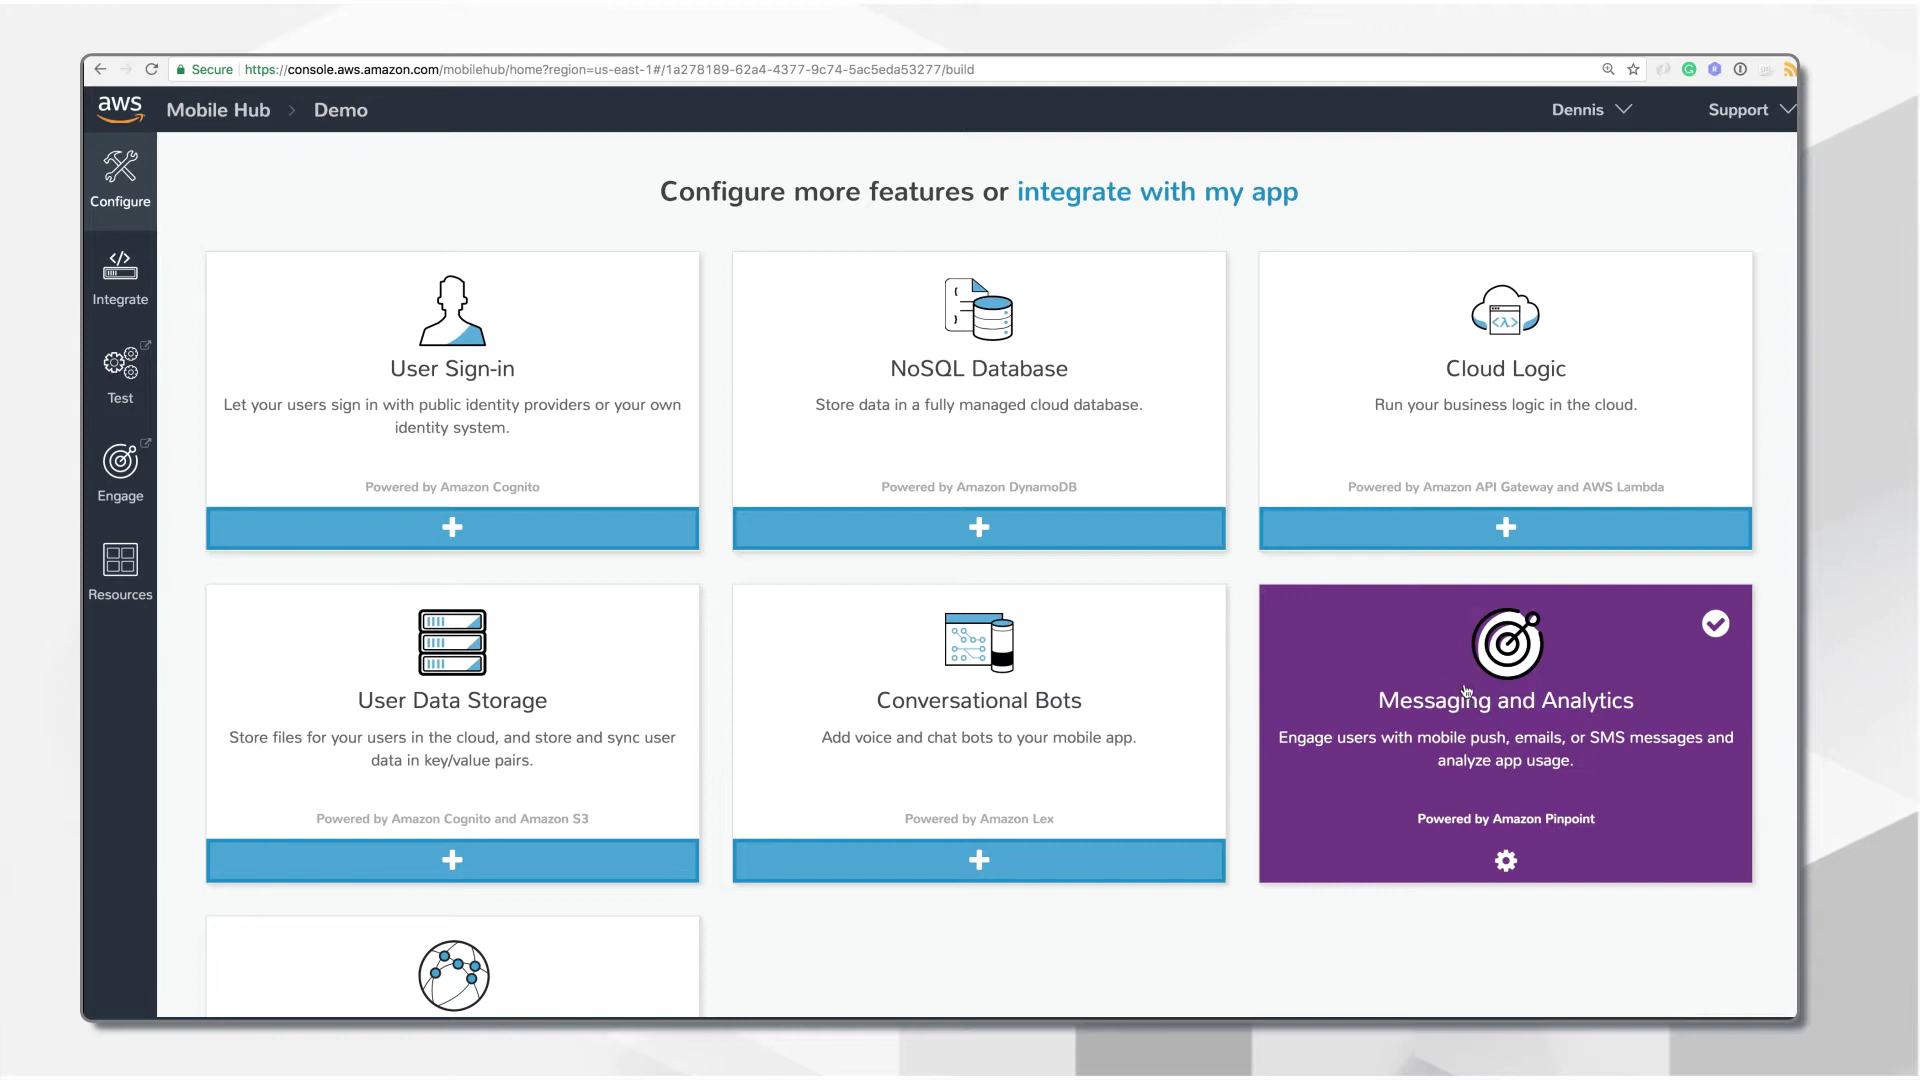 Secure
https://console.aws.amazon.com/mobilehub/home?region=us-east-1#/1a278189-62a4-4377-9c74-5ac5eda53277/build
aws
Mobile Hub
Demo
Dennis
Support
Configure
Integrate
Test
Engage
Resources
Configure more features or integrate with my app
User Sign-in
Let your users sign in with public identity providers or your own
identity system.
Powered by Amazon Cognito
NoSQL Database
Store data in a fully managed cloud database.
Powered by Amazon DynamoDB
Cloud Logic
Run your business logic in the cloud.
Powered by Amazon API Gateway and AWS Lambda
User Data Storage
Store files for your users in the cloud, and store and sync user
data in key/value pairs.
Powered by Amazon Cognito and Amazon S3
Conversational Bots
Add voice and chat bots to your mobile app.
Powered by Amazon Lex
Messaging and Analytics
Engage users with mobile push, emails, or SMS messages and
analyze app usage.
Powered by Amazon Pinpoint